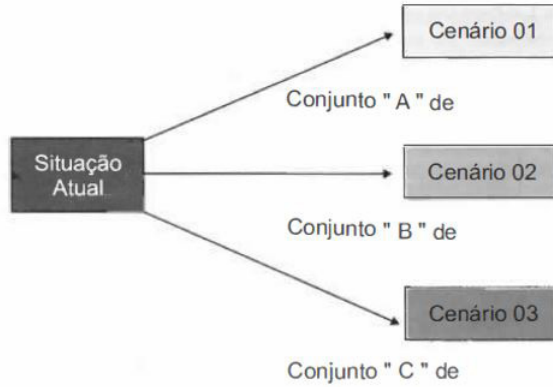 Cenário 01
Conjunto " A " de
Situação
Atual
Cenário 02
Conjunto " B " de
Cenário 03
Conjunto " C " de